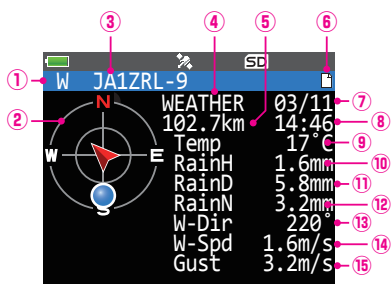 ③ ④ ⑤ ⑥
SD
① W JA1ZRL-9
② N W E S
WEATHER 03/11 ⑦
102.7km 14:46 ⑧
Temp 17°C ⑨
RainH 1.6mm ⑩
RainD 5.8mm ⑪
RainN 3.2mm ⑫
W-Dir 220° ⑬
W-Spd 1.6m/s ⑭
Gust 3.2m/s ⑮